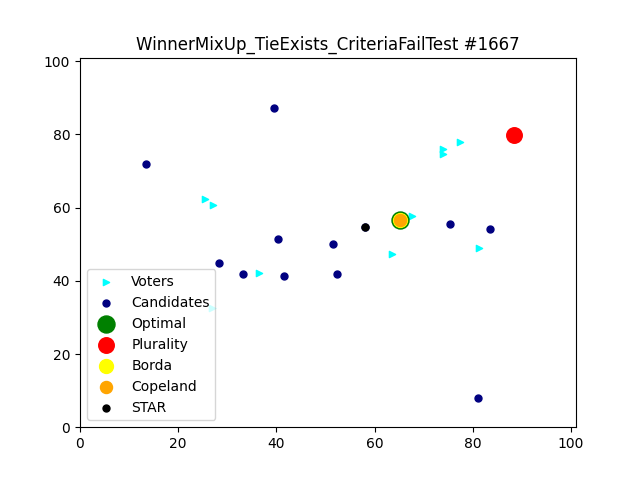 WinnerMixUp_TieExists_CriteriaFailTest #1667
100
80
60
40
20
0
Voters
Candidates
Optimal
Plurality
Borda
Copeland
STAR
0 20 40 60 80 100